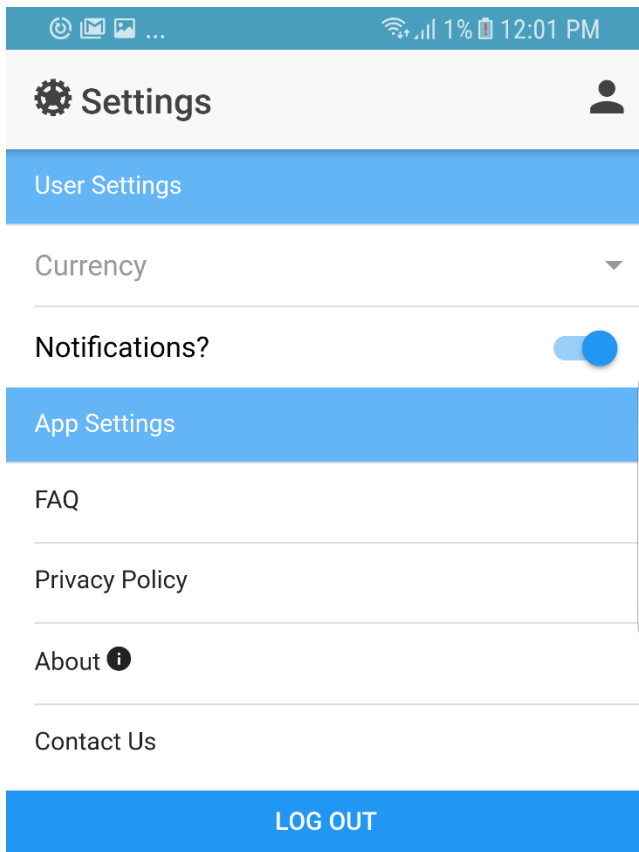 ... 1% 12:01 PM
Settings
User Settings
Currency
Notifications?
App Settings
FAQ
Privacy Policy
About
Contact Us
LOG OUT